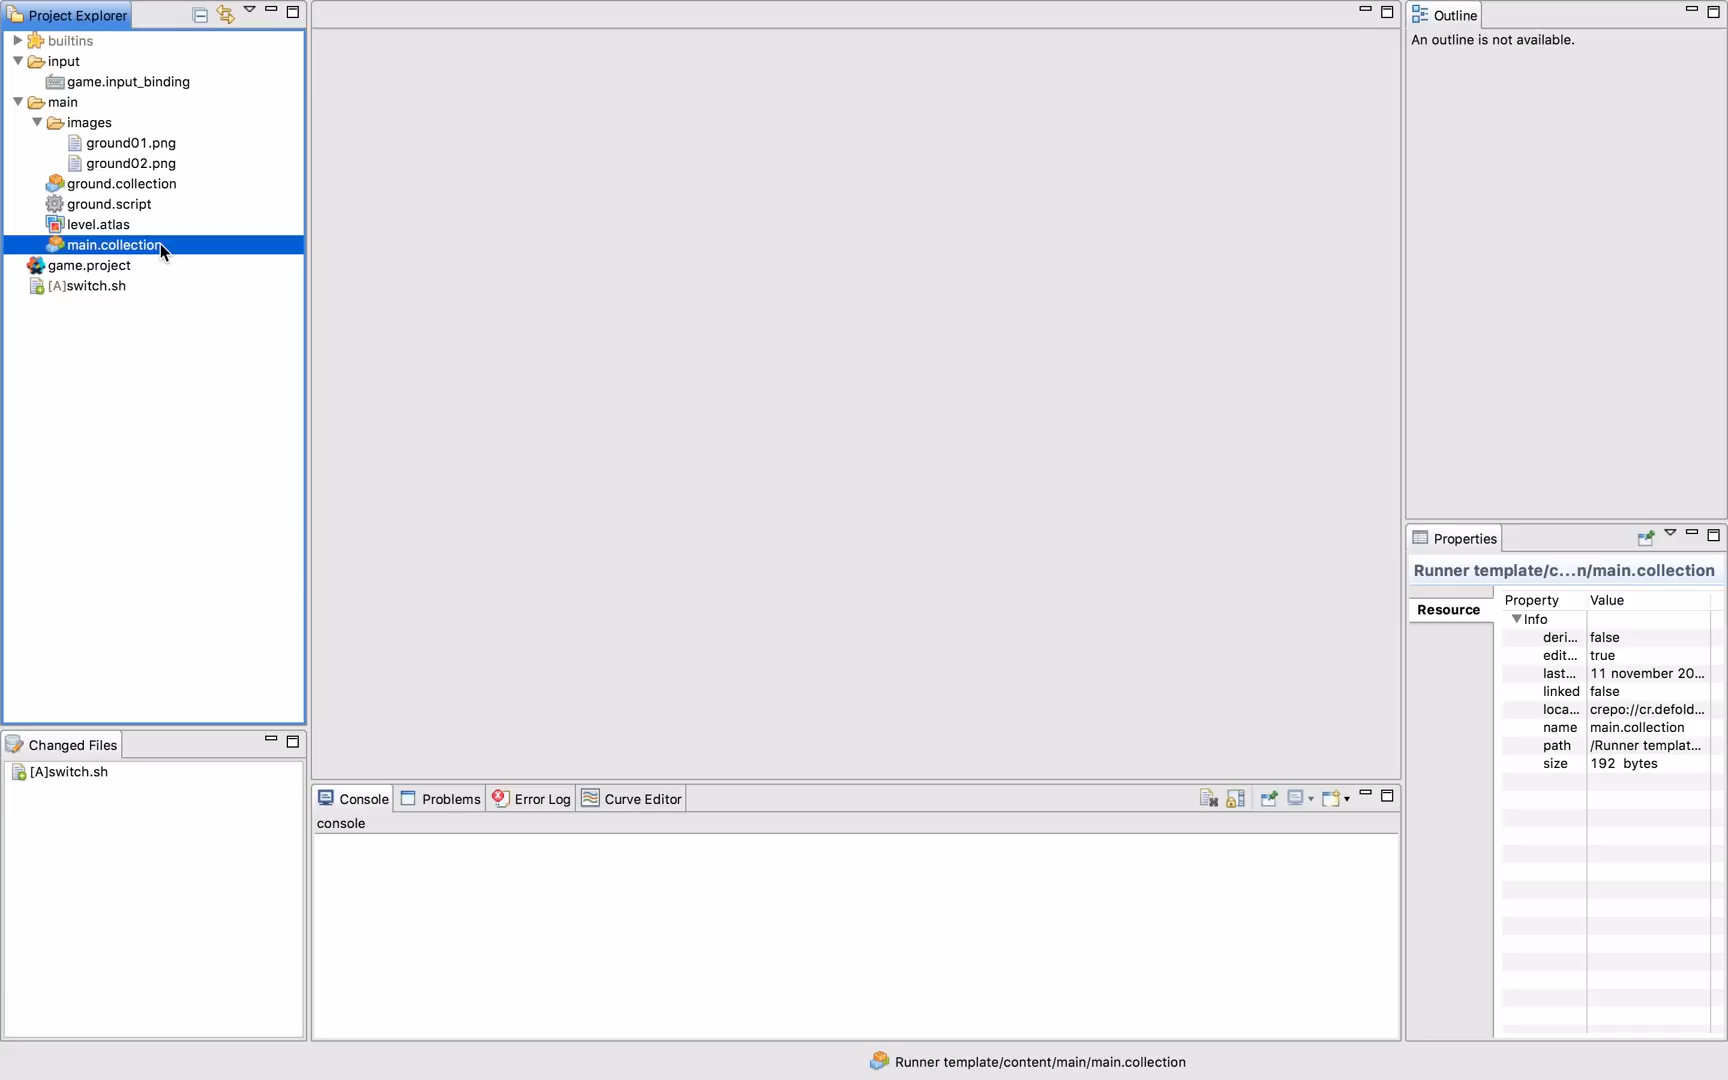 Project Explorer
builtins
input
game.input_binding
main
images
ground01.png
ground02.png
ground.collection
ground.script
level.atlas
main.collection
game.project
[A]switch.sh
Changed Files
[A]switch.sh
Console
Problems
Error Log
Curve Editor
console
Outline
An outline is not available.
Properties
Runner template/c...n/main.collection
Resource
Property Value
Info
deri... false
edit... true
last... 11 november 20...
linked false
loca... crepo://cr.defold...
name main.collection
path /Runner templat...
size 192 bytes
Runner template/content/main/main.collection